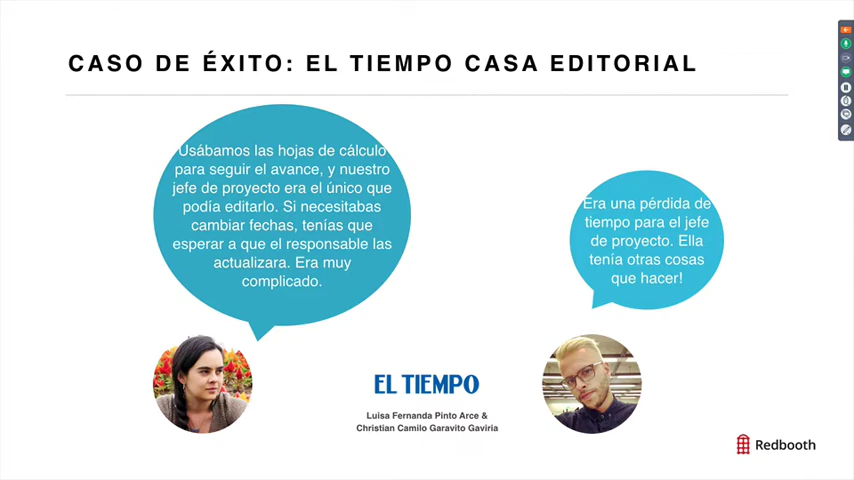 CASO DE ÉXITO: EL TIEMPO CASA EDITORIAL
Usábamos las hojas de cálculo
para seguir el avance, y nuestro
jefe de proyecto era el único que
podía editarlo. Si necesitabas
cambiar fechas, tenías que
esperar a que el responsable las
actualizara. Era muy
complicado.
Era una pérdida de
tiempo para el jefe
de proyecto. Ella
tenía otras cosas
que hacer!
EL TIEMPO
Luisa Fernanda Pinto Arce &
Christian Camilo Garavito Gaviria
Redbooth